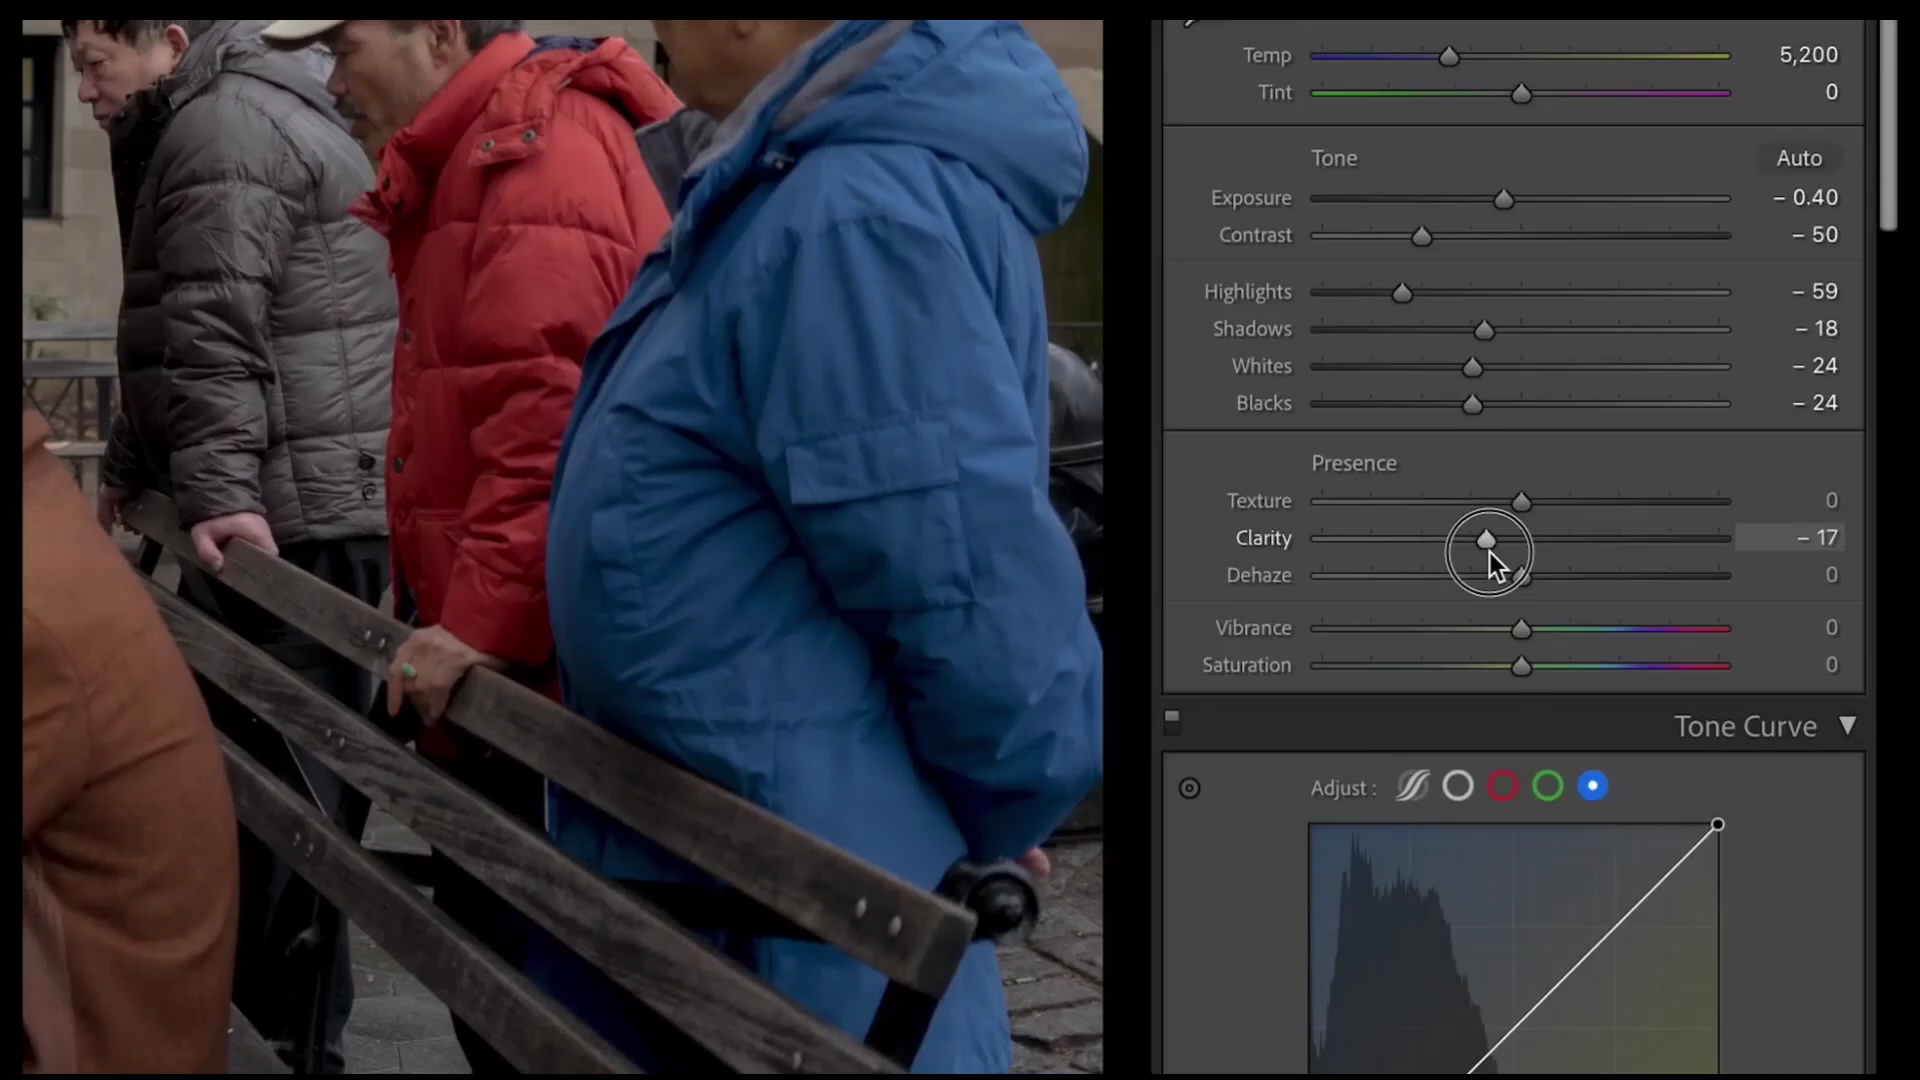 Temp 5,200
Tint 0
Tone Auto
Exposure – 0.40
Contrast – 50
Highlights – 59
Shadows – 18
Whites – 24
Blacks – 24
Presence
Texture 0
Clarity – 17
Dehaze 0
Vibrance 0
Saturation 0
Tone Curve
Adjust :